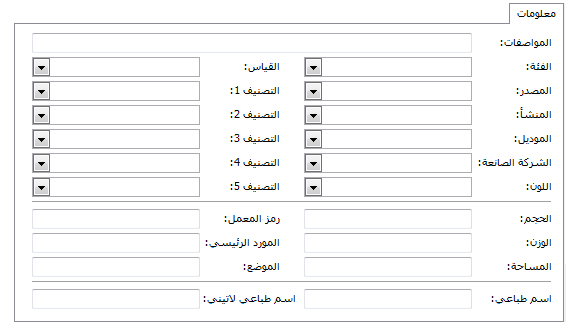 معلومات
المواصفات:
الفئة: القياس:
المصدر: التصنيف 1:
المنشأ: التصنيف 2:
الموديل: التصنيف 3:
الشركة الصانعة: التصنيف 4:
اللون: التصنيف 5:
الحجم: رمز المعمل:
الوزن: المورد الرئيسي:
المساحة: الموضع:
اسم طباعي: اسم طباعي لاتيني: